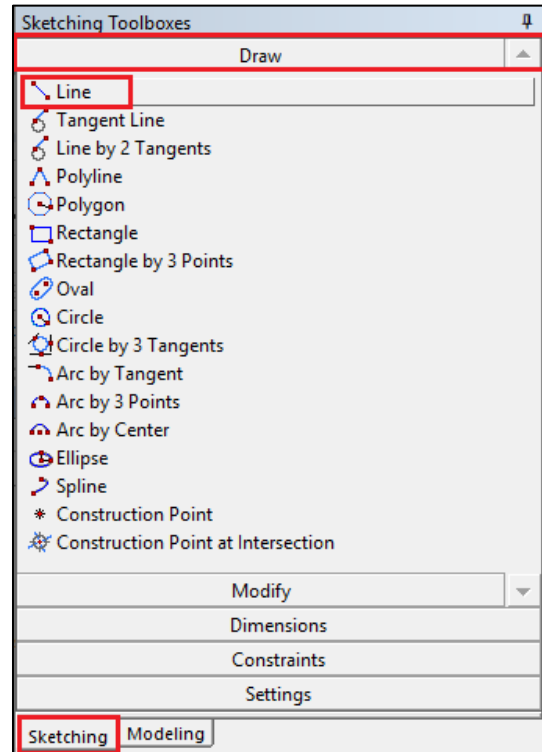 Sketching Toolboxes
Draw
Line
Tangent Line
Line by 2 Tangents
Polyline
Polygon
Rectangle
Rectangle by 3 Points
Oval
Circle
Circle by 3 Tangents
Arc by Tangent
Arc by 3 Points
Arc by Center
Ellipse
Spline
Construction Point
Construction Point at Intersection
Modify
Dimensions
Constraints
Settings
Sketching Modeling